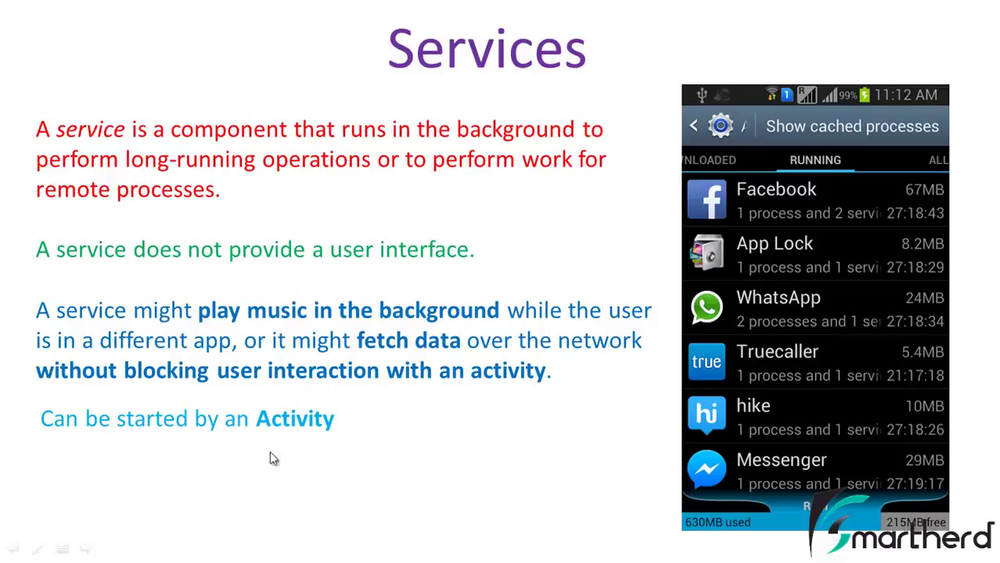 Services
A service is a component that runs in the background to
perform long-running operations or to perform work for
remote processes.
A service does not provide a user interface.
A service might play music in the background while the user
is in a different app, or it might fetch data over the network
without blocking user interaction with an activity.
Can be started by an Activity
R
1
99%
11:12 AM
Show cached processes
NLOADED RUNNING ALL
Facebook 67MB
1 process and 2 servi 27:18:43
App Lock 8.2MB
1 process and 1 servi 27:18:29
WhatsApp 24MB
2 processes and 1 se 27:18:34
true
Truecaller 5.4MB
1 process and 1 servi 21:17:18
hi
hike 10MB
1 process and 1 servi 27:18:26
Messenger 29MB
1 process and 1 servi 27:19:17
630MB used 215MB free
Smartherd